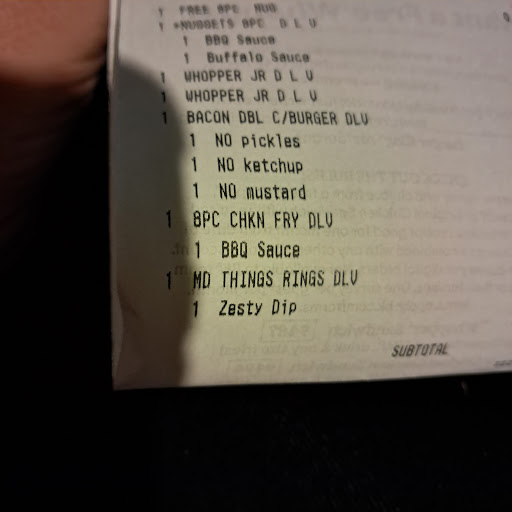 1 FREE 8PC NUG
1 *NUGGETS 8PC D L V
1 BBQ Sauce
1 Buffalo Sauce
1 WHOPPER JR D L V
1 WHOPPER JR D L V
1 BACON DBL C/BURGER DLV
1 NO pickles
1 NO ketchup
1 NO mustard
1 8PC CHKN FRY DLV
1 BBQ Sauce
1 MD THINGS RINGS DLV
1 Zesty Dip
SUBTOTAL